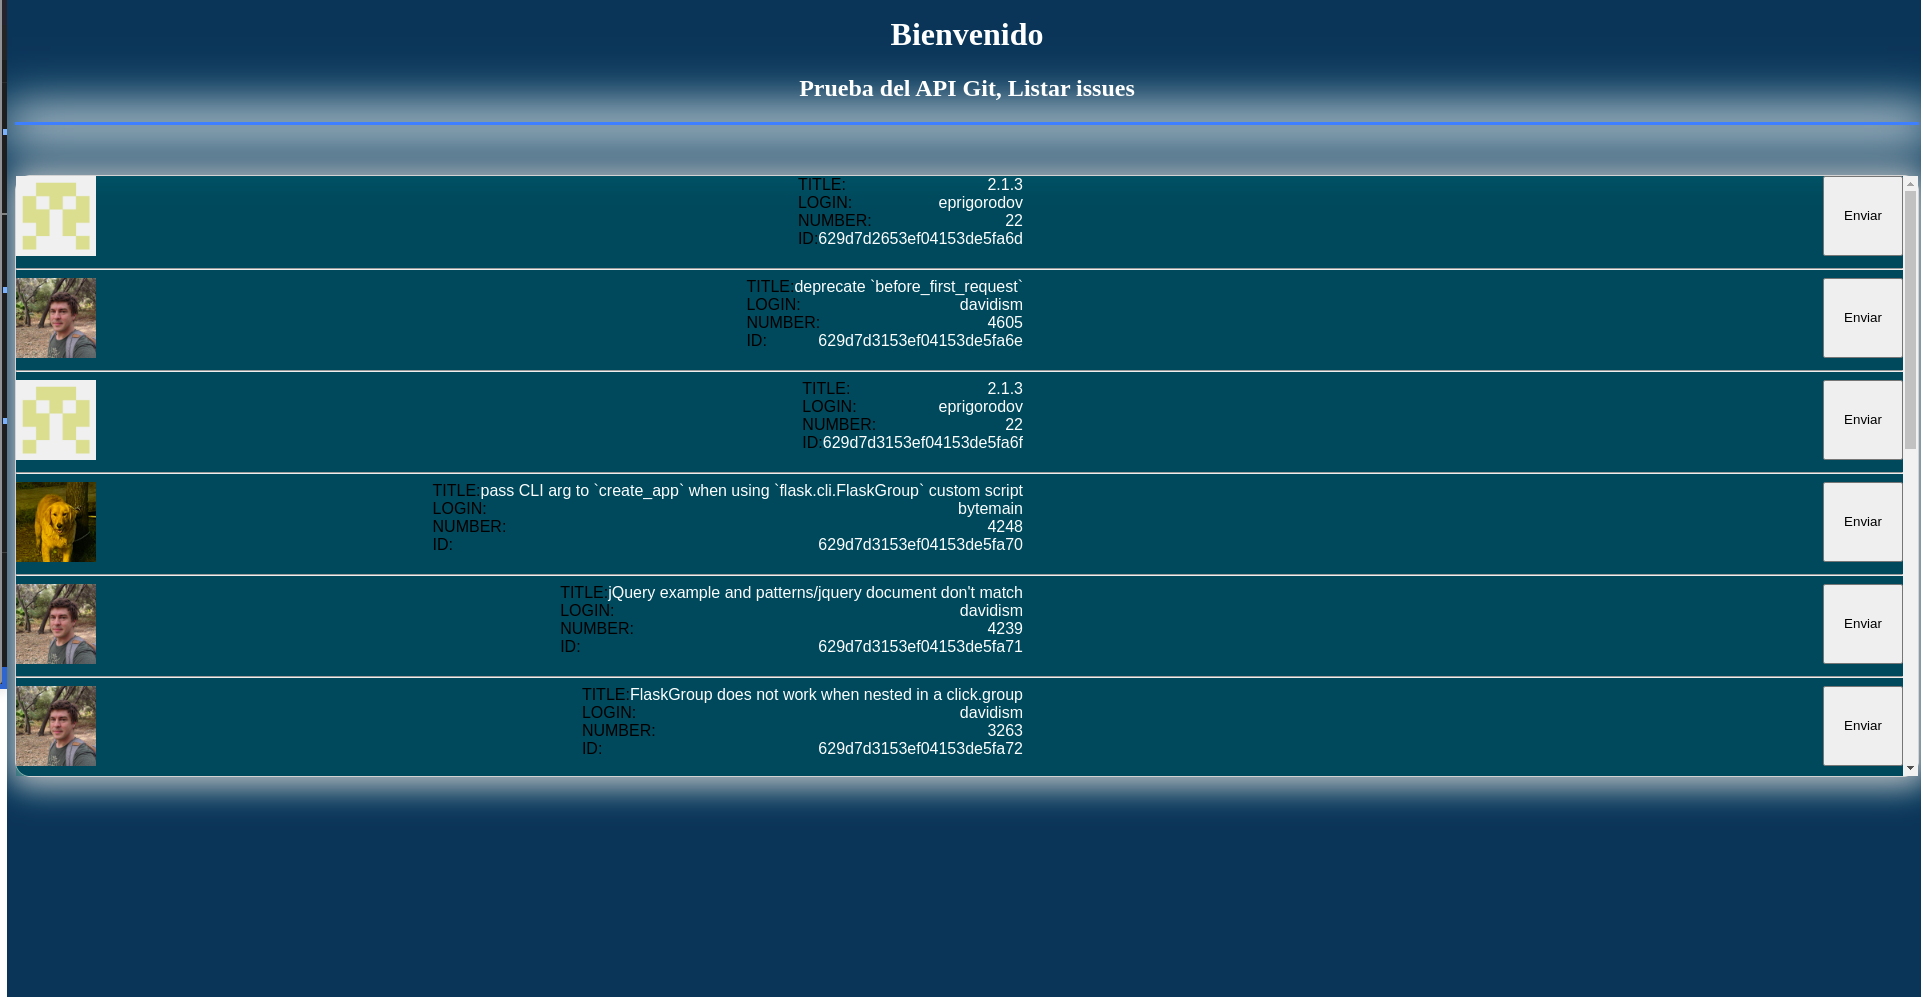 Bienvenido
Prueba del API Git, Listar issues
TITLE: 2.1.3
LOGIN: eprigorodov
NUMBER: 22
ID:629d7d2653ef04153de5fa6d
Enviar
TITLE:deprecate `before_first_request`
LOGIN: davidism
NUMBER: 4605
ID: 629d7d3153ef04153de5fa6e
Enviar
TITLE: 2.1.3
LOGIN: eprigorodov
NUMBER: 22
ID:629d7d3153ef04153de5fa6f
Enviar
TITLE:pass CLI arg to `create_app` when using `flask.cli.FlaskGroup` custom script
LOGIN: bytemain
NUMBER: 4248
ID: 629d7d3153ef04153de5fa70
Enviar
TITLE:jQuery example and patterns/jquery document don't match
LOGIN: davidism
NUMBER: 4239
ID: 629d7d3153ef04153de5fa71
Enviar
TITLE:FlaskGroup does not work when nested in a click.group
LOGIN: davidism
NUMBER: 3263
ID: 629d7d3153ef04153de5fa72
Enviar